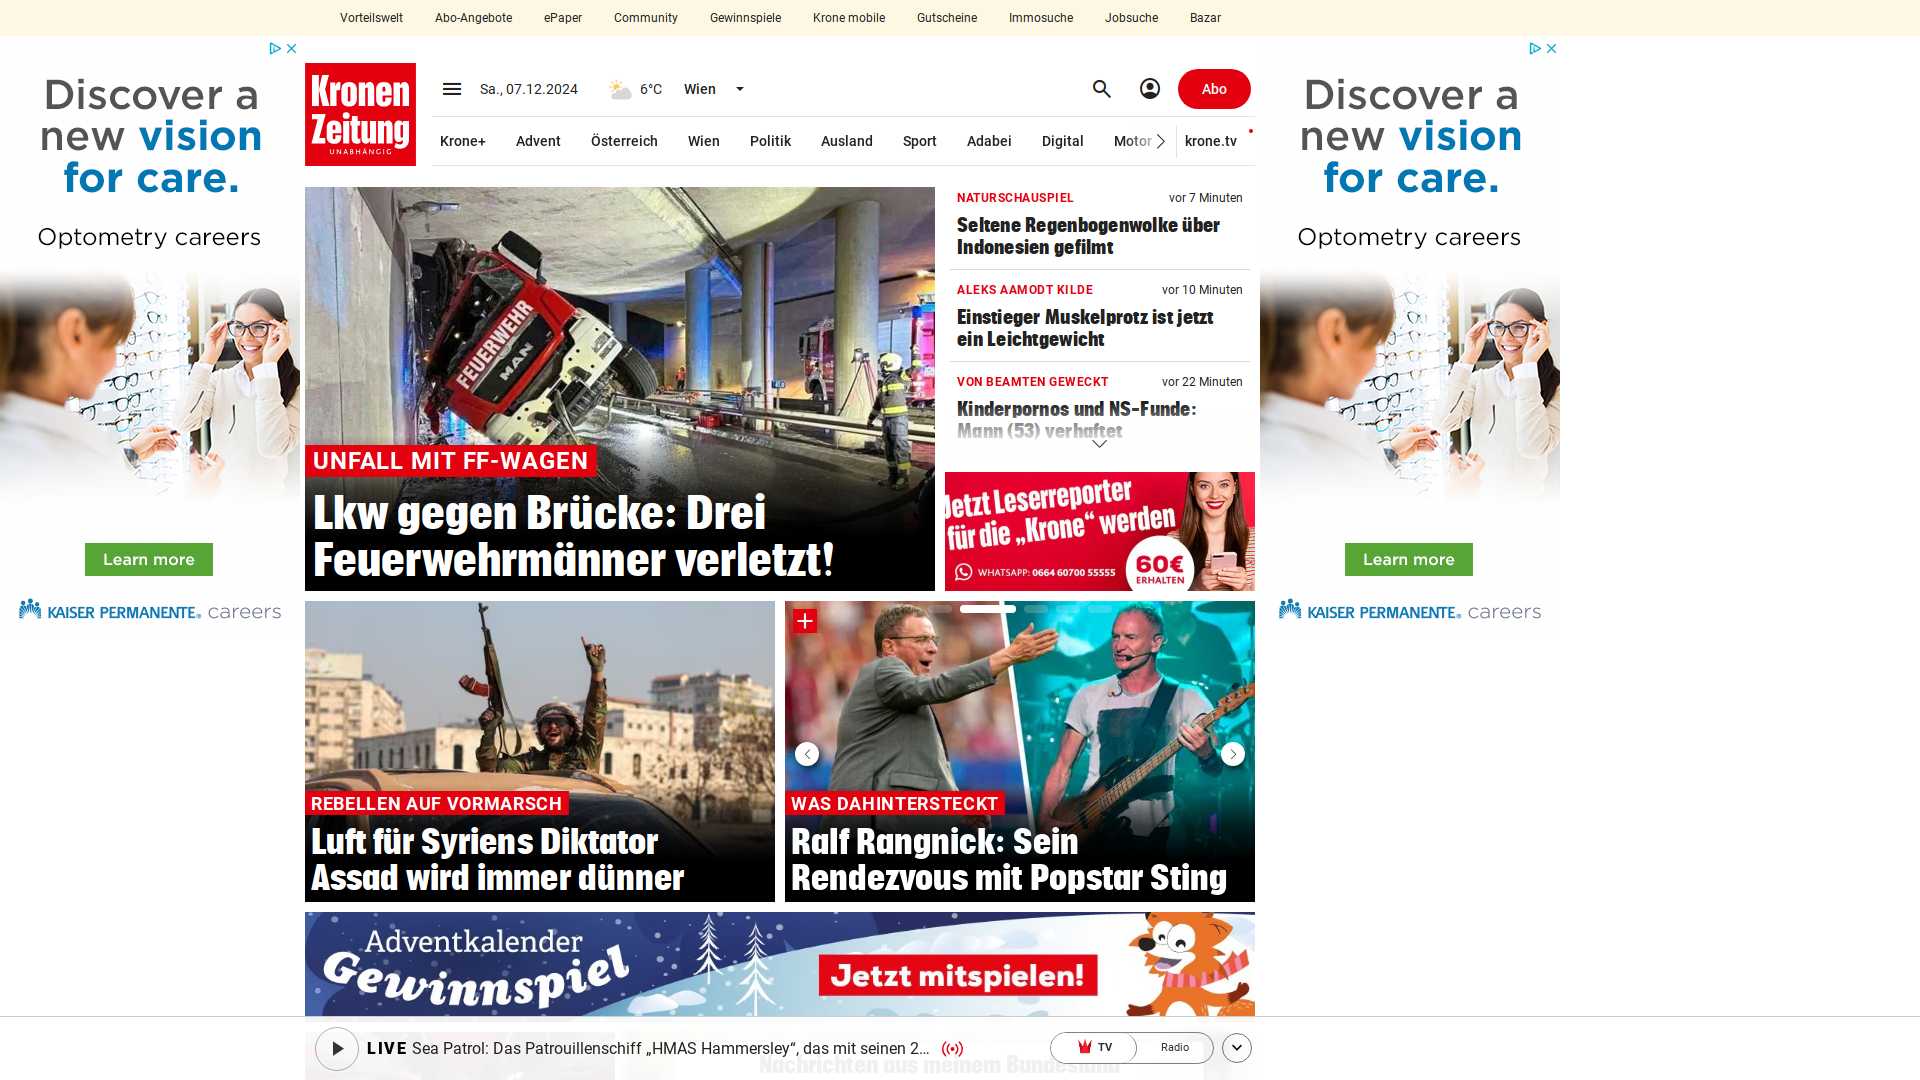 Vorteilswelt
Abo-Angebote
ePaper
Community
Gewinnspiele
Krone mobile
Gutscheine
Immosuche
Jobsuche
Bazar
Discover a
new vision
for care.
Optometry careers
Learn more
KAISER PERMANENTE® careers
Kronen
Zeitung
UNABHÄNGIG
Sa., 07.12.2024
6°C
Wien
Abo
Krone+
Advent
Österreich
Wien
Politik
Ausland
Sport
Adabei
Digital
Motor
krone.tv
FEUERWEHR
MAN
UNFALL MIT FF-WAGEN
Lkw gegen Brücke: Drei
Feuerwehrmänner verletzt!
NATURSCHAUSPIEL
vor 7 Minuten
Seltene Regenbogenwolke über
Indonesien gefilmt
ALEKS AAMODT KILDE
vor 10 Minuten
Einstieger Muskelprotz ist jetzt
ein Leichtgewicht
VON BEAMTEN GEWECKT
vor 22 Minuten
Kinderpornos und NS-Funde:
Mann (53) verhaftet
Jetzt Leserreporter
für die „Krone“ werden
WHATSAPP: 0664 60700 55555
60€
ERHALTEN
REBELLEN AUF VORMARSCH
Luft für Syriens Diktator
Assad wird immer dünner
WAS DAHINTERSTECKT
Ralf Rangnick: Sein
Rendezvous mit Popstar Sting
Adventkalender
Gewinnspiel
Jetzt mitspielen!
LIVE Sea Patrol: Das Patrouillenschiff „HMAS Hammersley“, das mit seinen 2...
TV
Radio
Nachrichten aus meinem Bundesland
Discover a
new vision
for care.
Optometry careers
Learn more
KAISER PERMANENTE® careers